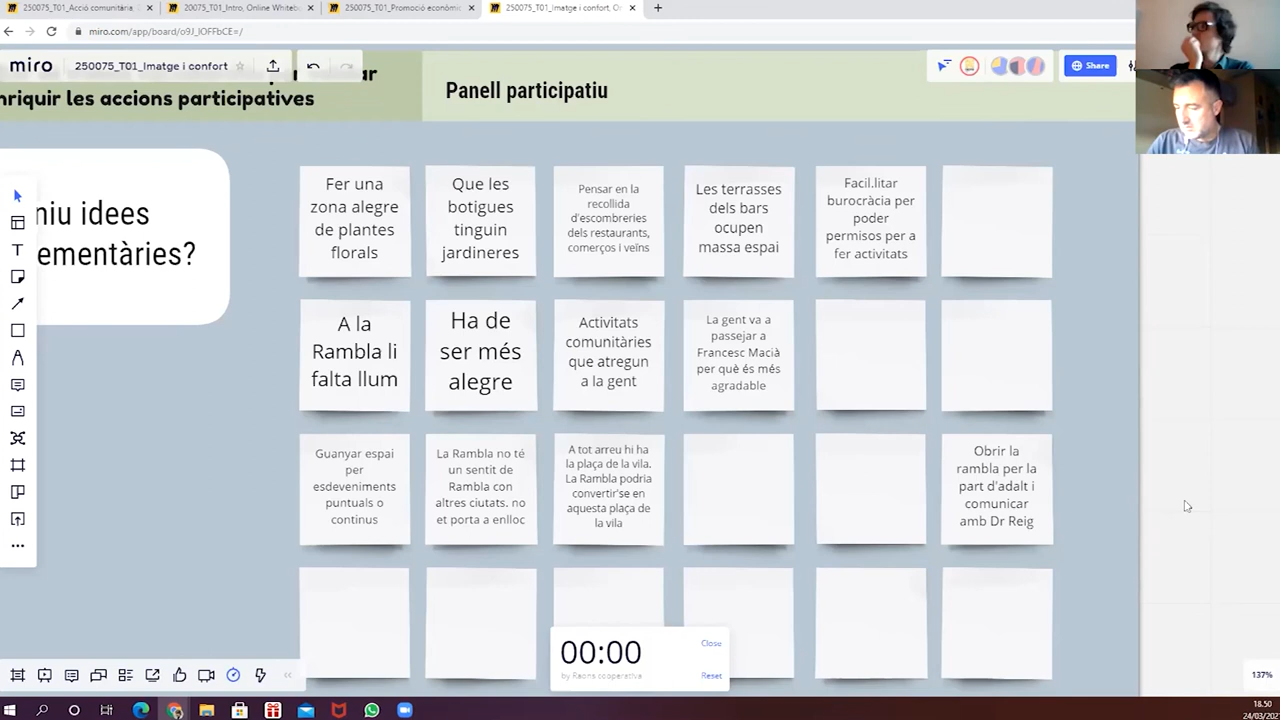 250075_T01_Acció comunitària
20075_T01_Intro, Online Whitebo
250075_T01_Promoció econòmic
250075_T01_Imatge i confort, O
miro.com/app/board/o9J_lOFFbCE=/
miro
250075_T01_Imatge i confort
Share
nriquir les accions participatives
Panell participatiu
niu idees
ementàries?
Fer una
zona alegre
de plantes
florals
Que les
botigues
tinguin
jardineres
Pensar en la
recollida
d'escombreries
dels restaurants,
comerços i veïns
Les terrasses
dels bars
ocupen
massa espai
Facil.litar
burocràcia per
poder
permisos per a
fer activitats
A la
Rambla li
falta llum
Ha de
ser més
alegre
Activitats
comunitàries
que atregun
a la gent
La gent va a
passejar a
Francesc Macià
per què és més
agradable
Guanyar espai
per
esdeveniments
puntuals o
continus
La Rambla no té
un sentit de
Rambla con
altres ciutats. no
et porta a enlloc
A tot arreu hi ha
la plaça de la vila.
La Rambla podria
convertir'se en
aquesta plaça de
la vila
Obrir la
rambla per la
part d'adalt i
comunicar
amb Dr Reig
00:00
by Raons cooperativa
Close
Reset
137%
18.50
24/03/202